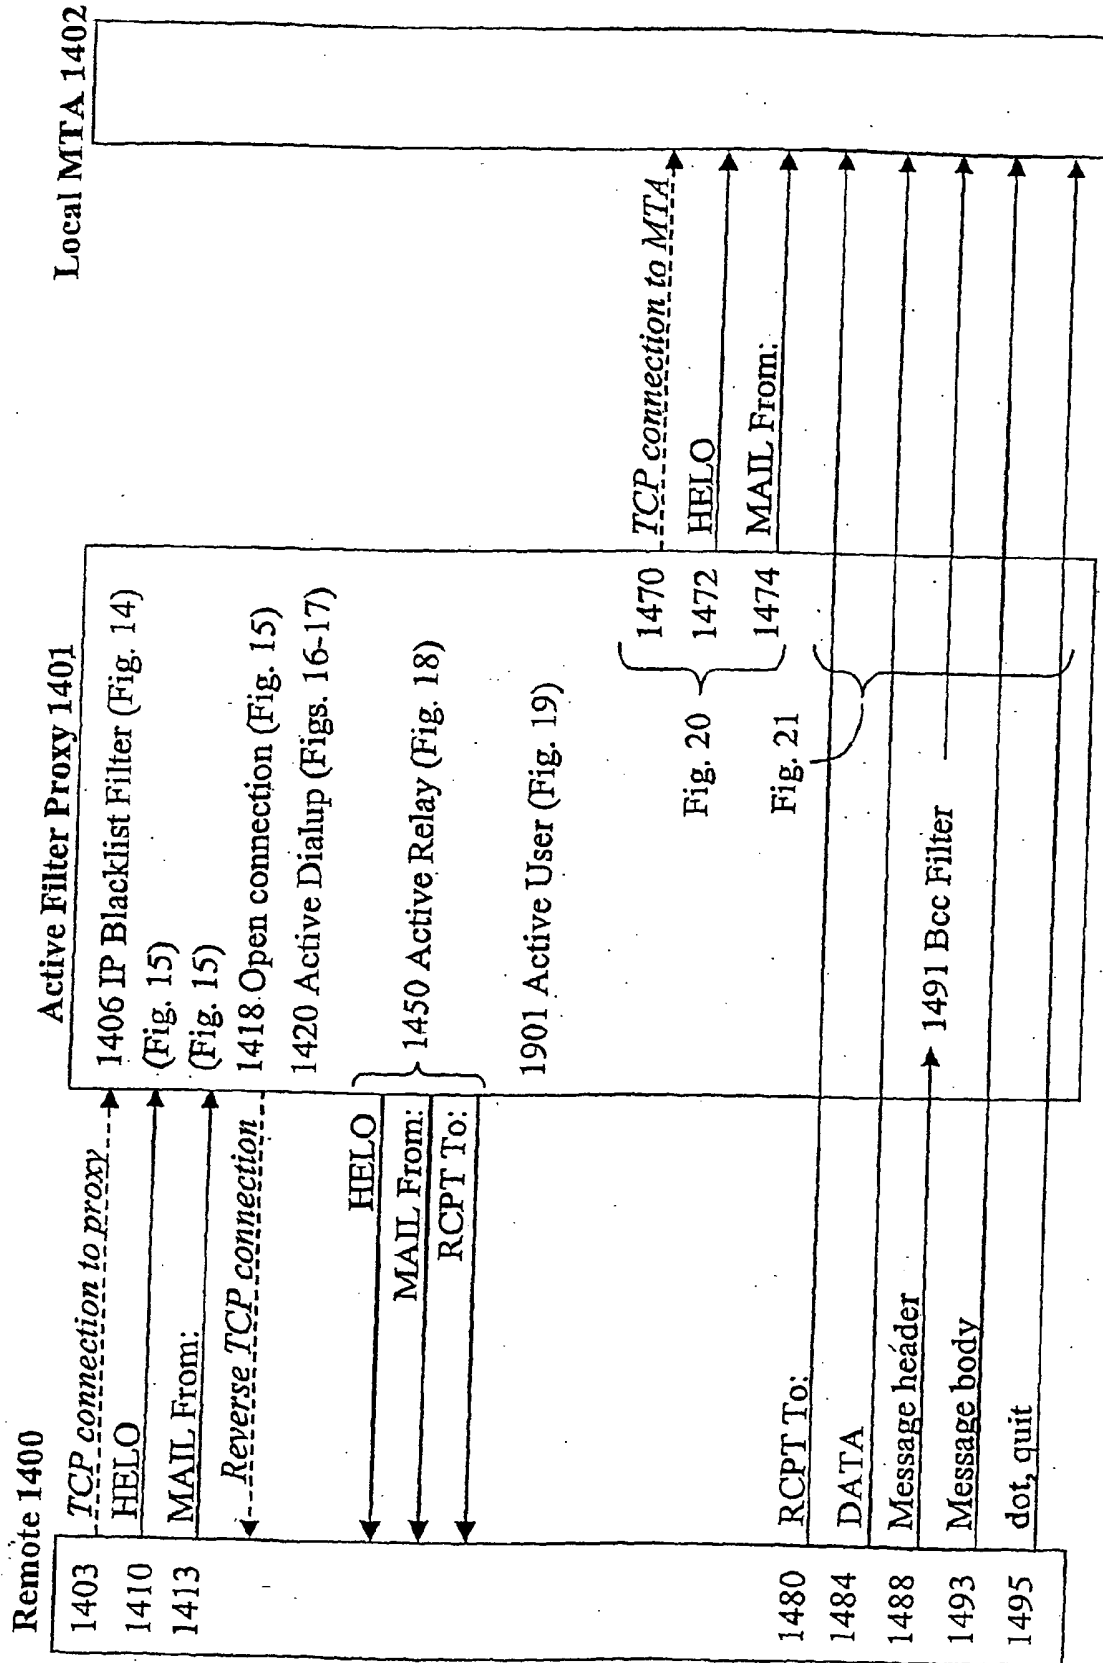 Remote 1400
Active Filter Proxy 1401
Local MTA 1402
1403
TCP connection to proxy
1406 IP Blacklist Filter (Fig. 14)
1410
HELO
(Fig. 15)
1413
MAIL From:
(Fig. 15)
Reverse TCP connection
1418 Open connection (Fig. 15)
1420 Active Dialup (Figs. 16-17)
HELO
MAIL From:
RCPT To:
1450 Active Relay (Fig. 18)
1901 Active User (Fig. 19)
Fig. 20
1470
TCP connection to MTA
1472
HELO
1474
MAIL From:
Fig. 21
1480
RCPT To:
1484
DATA
1488
Message header
1491 Bcc Filter
1493
Message body
1495
dot, quit